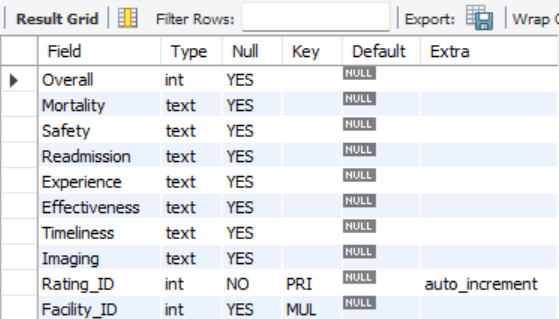 Result Grid Filter Rows: Export: Wrap C
Field Type Null Key Default Extra
Overall int YES NULL
Mortality text YES NULL
Safety text YES NULL
Readmission text YES NULL
Experience text YES NULL
Effectiveness text YES NULL
Timeliness text YES NULL
Imaging text YES NULL
Rating_ID int NO PRI NULL auto_increment
Facility_ID int YES MUL NULL